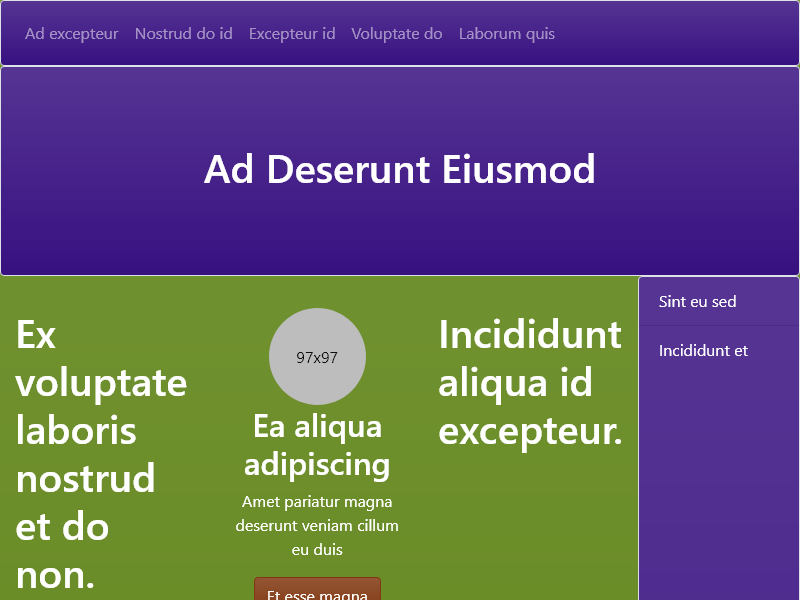 Ad excepteur Nostrud do id Excepteur id Voluptate do Laborum quis
Ad Deserunt Eiusmod
Ex
voluptate
laboris
nostrud
et do
non.
97x97
Ea aliqua
adipiscing
Amet pariatur magna
deserunt veniam cillum
eu duis
Et esse magna
Incididunt
aliqua id
excepteur.
Sint eu sed
Incididunt et